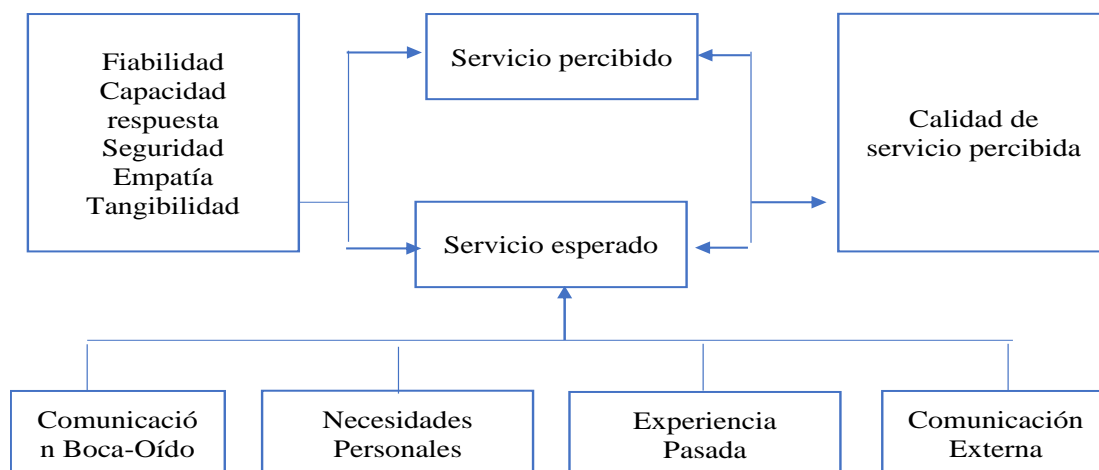 Fiabilidad
Capacidad
respuesta
Seguridad
Empatía
Tangibilidad
Servicio percibido
Calidad de
servicio percibida
Servicio esperado
Comunicació
n Boca-Oído
Necesidades
Personales
Experiencia
Pasada
Comunicación
Externa